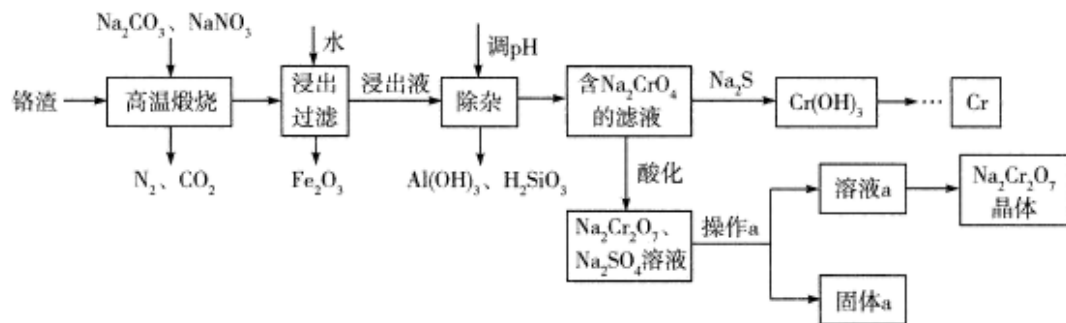 Na₂CO₃、NaNO₃
水
调pH
铬渣
高温煅烧
浸出
过滤
浸出液
除杂
含Na₂CrO₄
的滤液
Na₂S
Cr(OH)₃
…
Cr
N₂、CO₂
Fe₂O₃
Al(OH)₃、H₂SiO₃
酸化
Na₂Cr₂O₇、
Na₂SO₄溶液
操作a
溶液a
Na₂Cr₂O₇
晶体
固体a